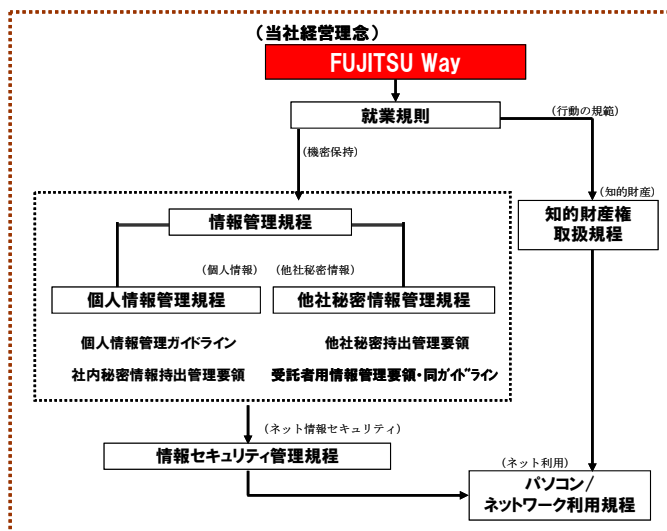 (当社経営理念)
FUJITSU Way
就業規則
(行動の規範)
(機密保持)
(知的財産)
情報管理規程
知的財産権
取扱規程
(個人情報)
(他社秘密情報)
個人情報管理規程
他社秘密情報管理規程
個人情報管理ガイドライン
他社秘密持出管理要領
社内秘密情報持出管理要領
受託者用情報管理要領・同ガイドライン
(ネット情報セキュリティ)
情報セキュリティ管理規程
(ネット利用)
パソコン/
ネットワーク利用規程